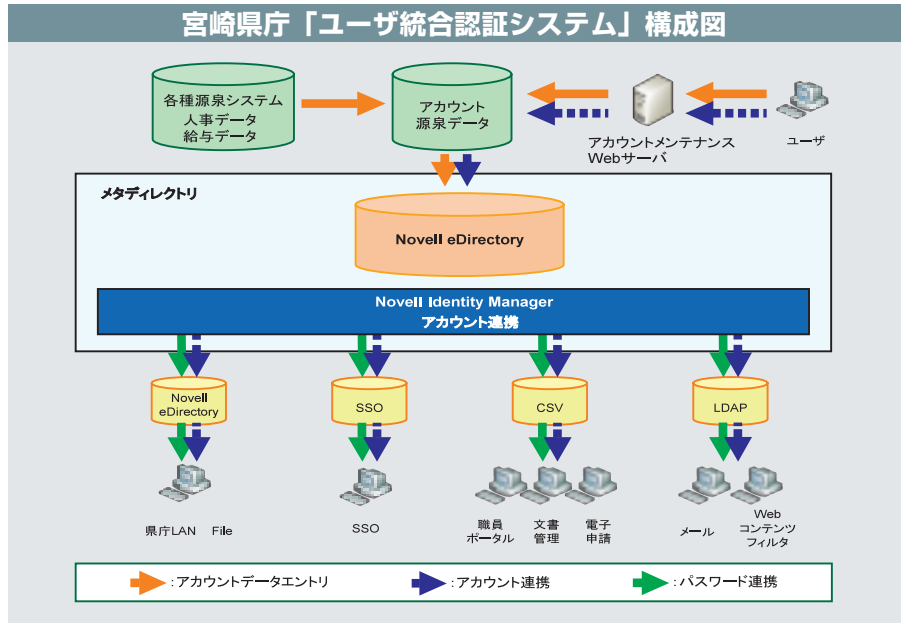 宮崎県庁「ユーザ統合認証システム」構成図
各種源泉システム
人事データ
給与データ
アカウント
源泉データ
アカウントメンテナンス
Webサーバ
ユーザ
メタディレクトリ
Novell eDirectory
Novell Identity Manager
アカウント連携
Novell
eDirectory
SSO
CSV
LDAP
県庁LAN File
SSO
職員
ポータル
文書
管理
電子
申請
メール
Web
コンテンツ
フィルタ
:アカウントデータエントリ
:アカウント連携
:パスワード連携